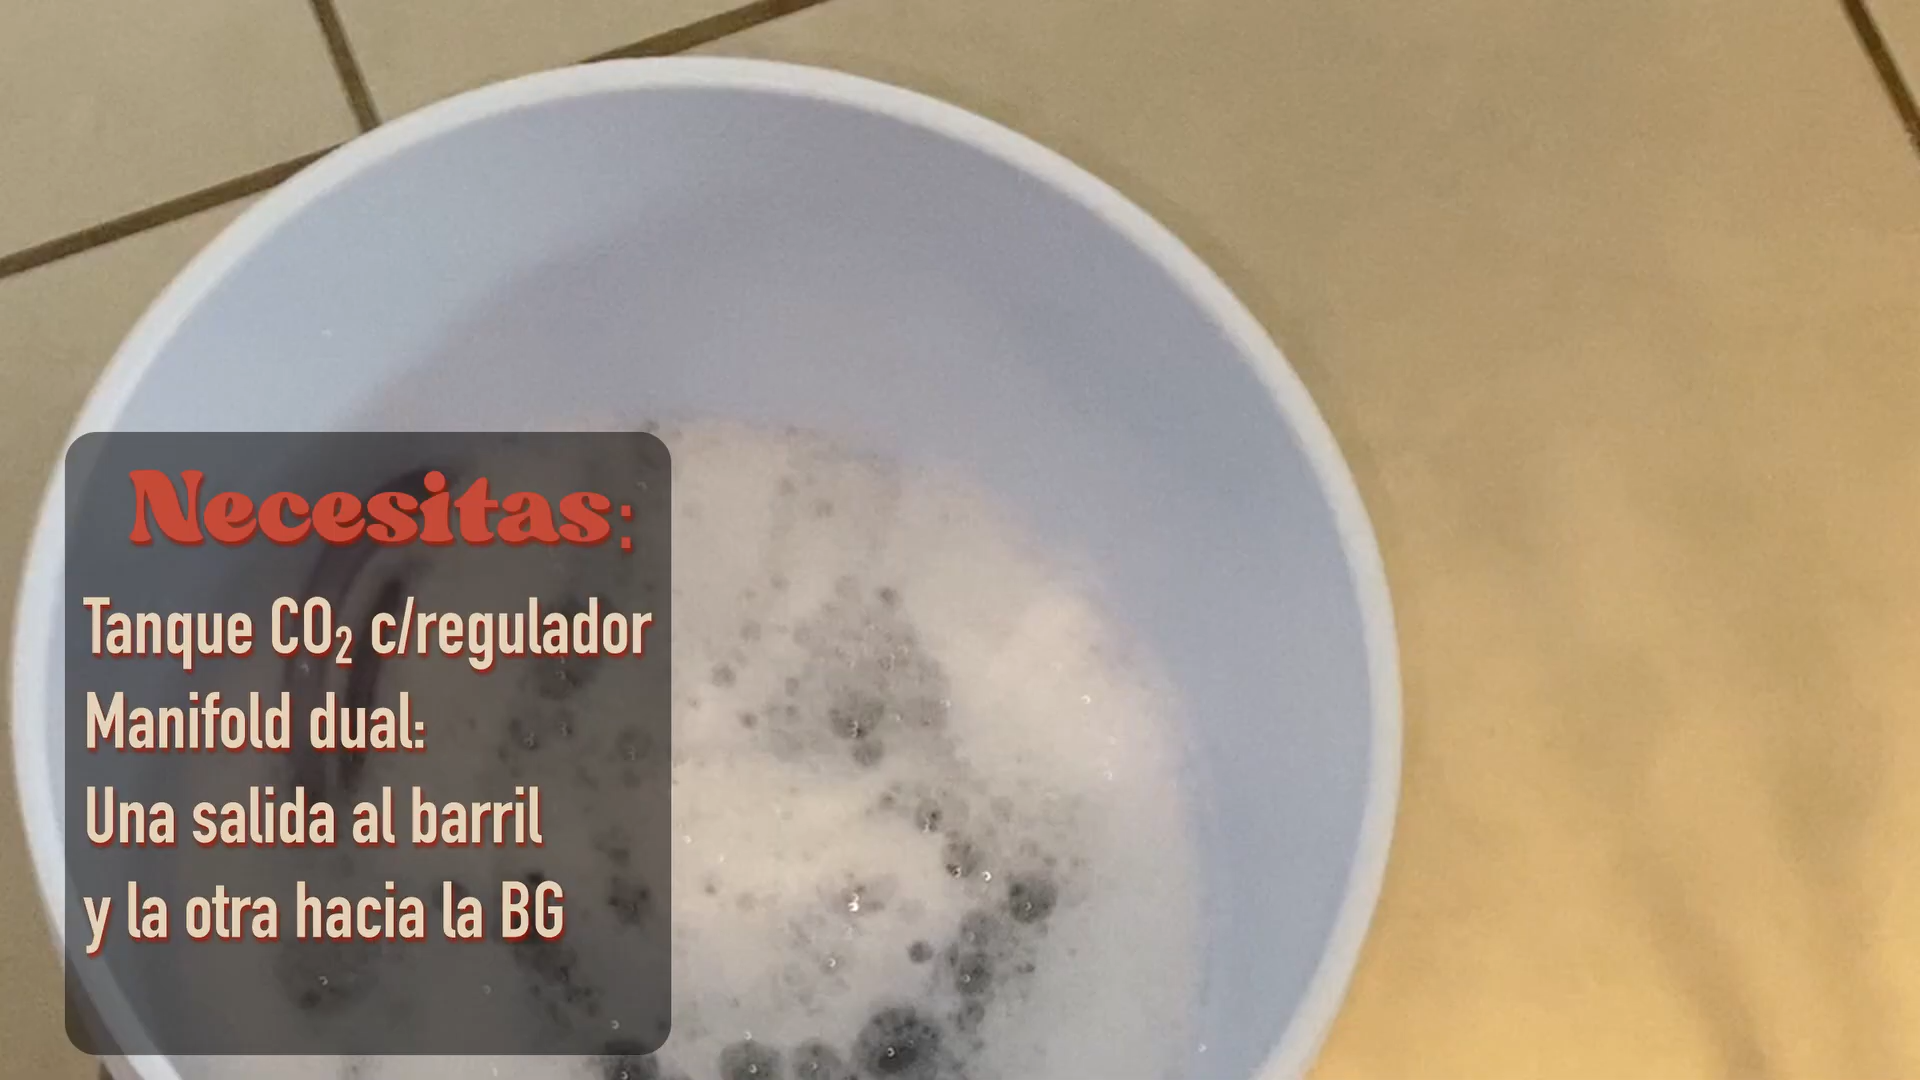 Necesitas:
Tanque CO₂ c/regulador
Manifold dual:
Una salida al barril
y la otra hacia la BG